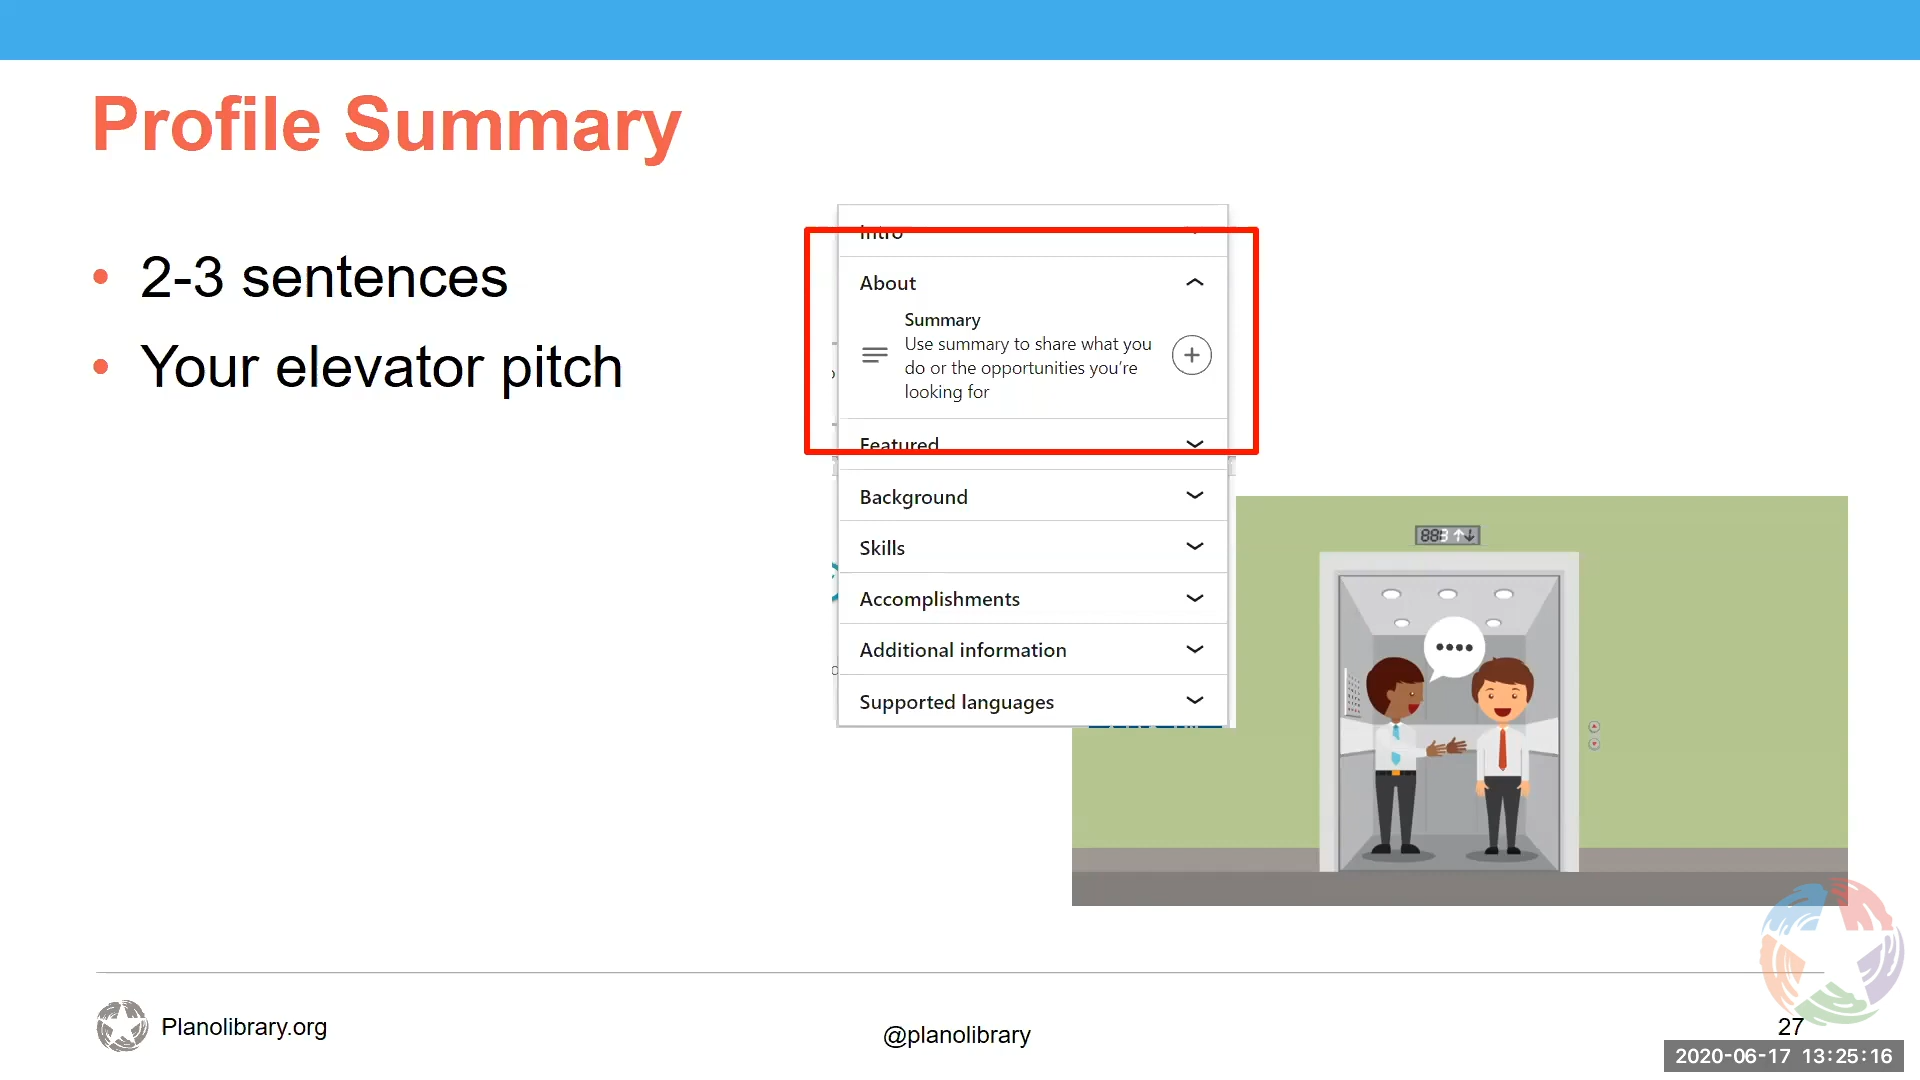 Profile Summary
• 2-3 sentences
• Your elevator pitch
Intro
About
Summary
Use summary to share what you
do or the opportunities you're
looking for
Featured
Background
Skills
Accomplishments
Additional information
Supported languages
Planolibrary.org
@planolibrary
27
2020-06-17 13:25:16